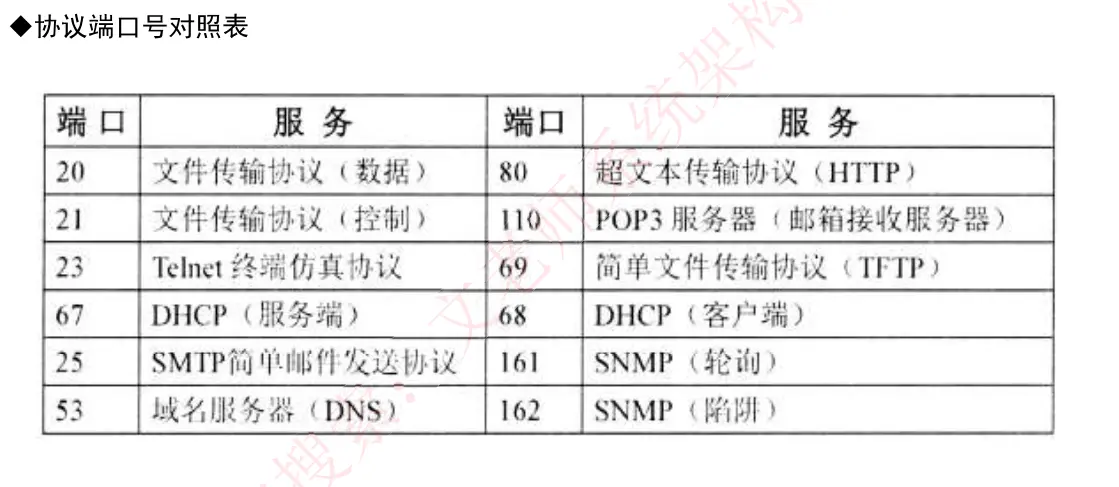 ◆协议端口号对照表
端口 服务 端口 服务
20 文件传输协议（数据） 80 超文本传输协议（HTTP）
21 文件传输协议（控制） 110 POP3 服务器（邮箱接收服务器）
23 Telnet 终端仿真协议 69 简单文件传输协议（TFTP）
67 DHCP（服务端） 68 DHCP（客户端）
25 SMTP简单邮件发送协议 161 SNMP（轮询）
53 域名服务器（DNS） 162 SNMP（陷阱）
搜索：文老师系统架构